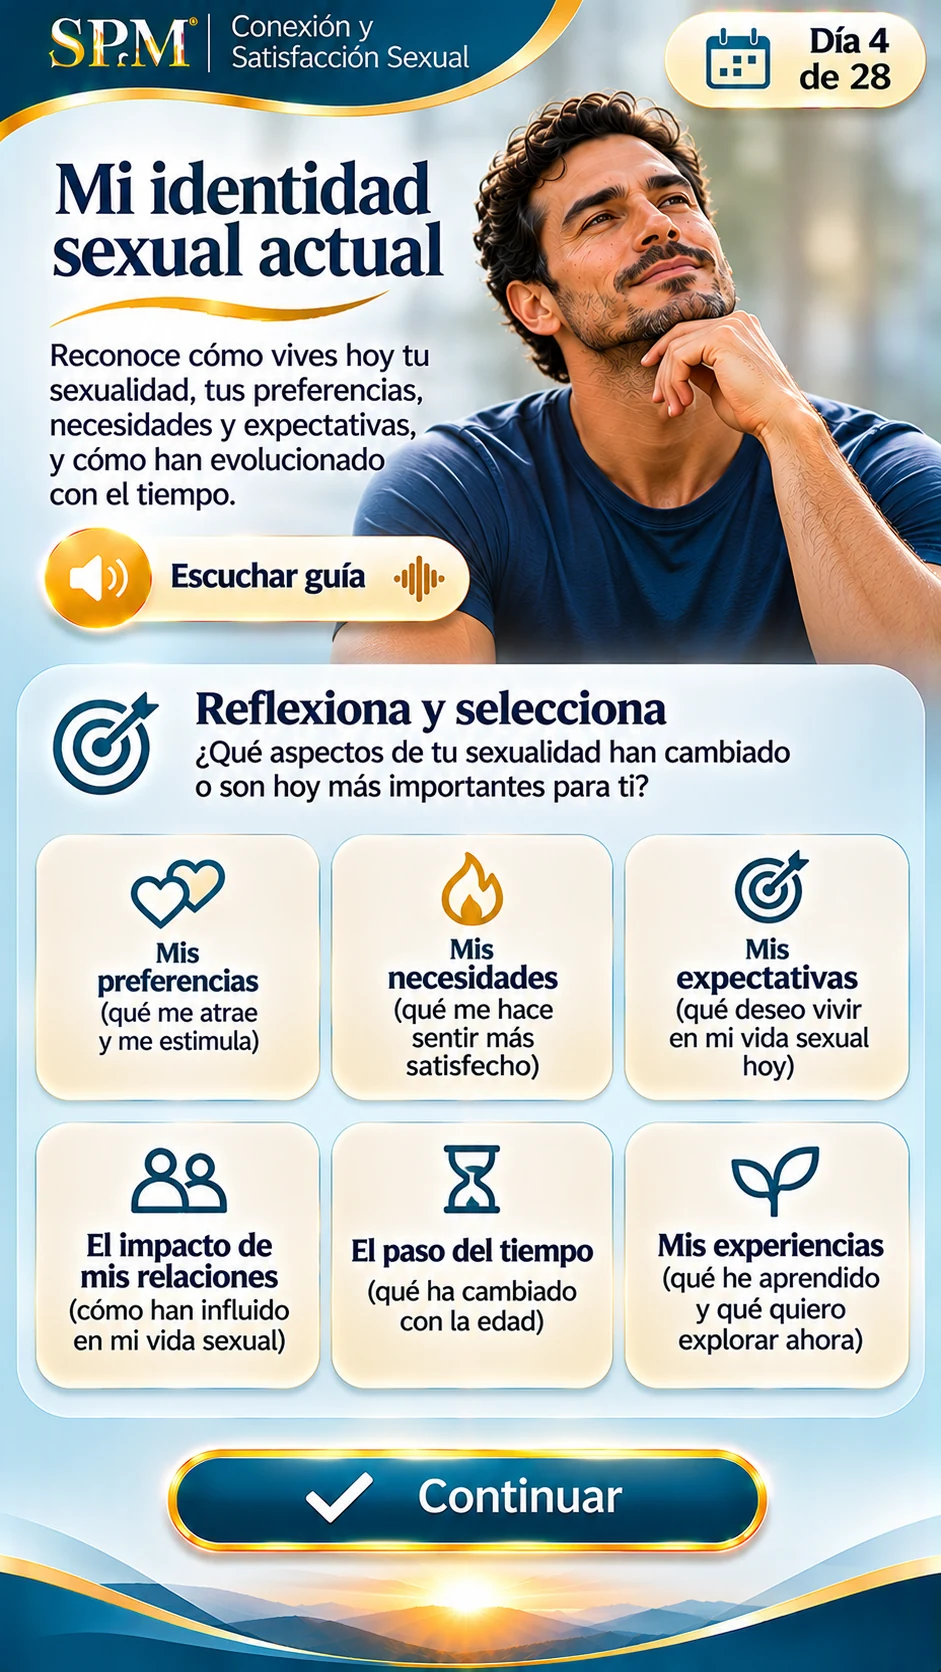 SPrM®
Conexión y
Satisfacción Sexual
Día 4
de 28
Mi identidad
sexual actual
Reconoce cómo vives hoy tu
sexualidad, tus preferencias,
necesidades y expectativas,
y cómo han evolucionado
con el tiempo.
Escuchar guía
Reflexiona y selecciona
¿Qué aspectos de tu sexualidad han cambiado
o son hoy más importantes para ti?
Mis
preferencias
(qué me atrae
y me estimula)
Mis
necesidades
(qué me hace
sentir más
satisfecho)
Mis
expectativas
(qué deseo vivir
en mi vida sexual
hoy)
El impacto de
mis relaciones
(cómo han influido
en mi vida sexual)
El paso del tiempo
(qué ha cambiado
con la edad)
Mis experiencias
(qué he aprendido
y qué quiero
explorar ahora)
Continuar